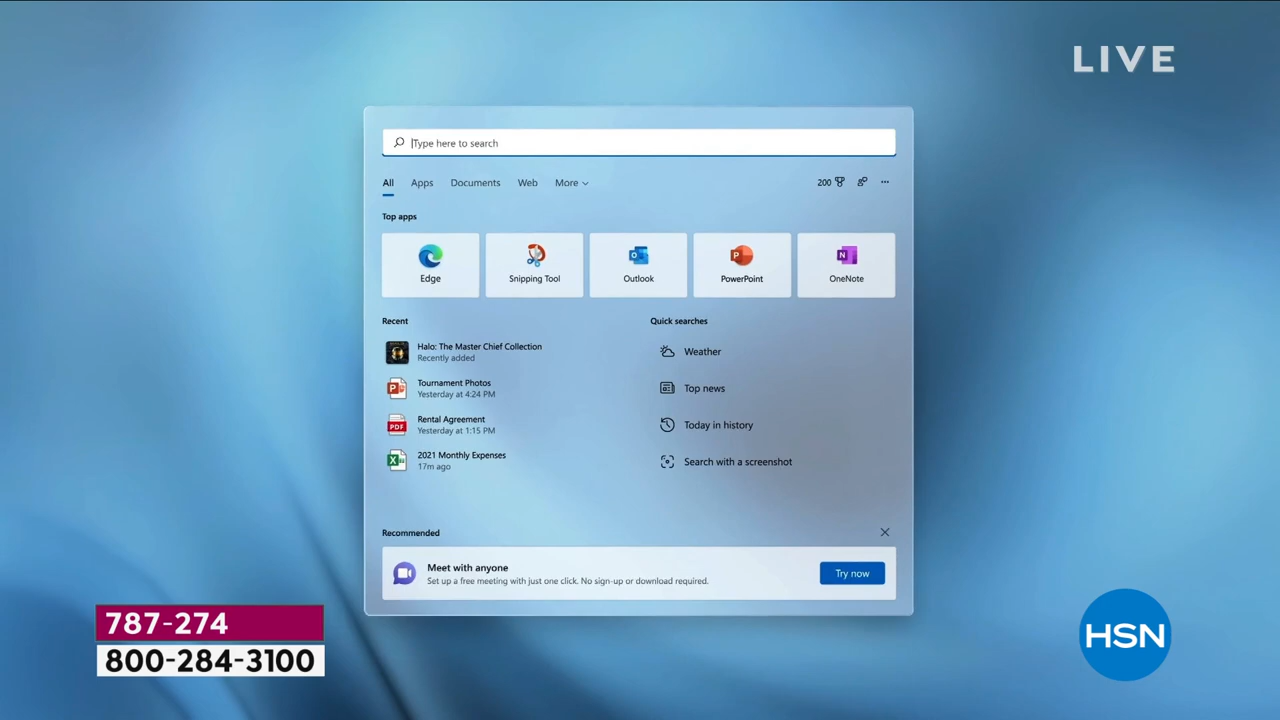 LIVE
Type here to search
All Apps Documents Web More 200
Top apps
Edge Snipping Tool Outlook PowerPoint OneNote
Recent
Halo: The Master Chief Collection
Recently added
Tournament Photos
Yesterday at 4:24 PM
PDF
Rental Agreement
Yesterday at 1:15 PM
2021 Monthly Expenses
17m ago
Quick searches
Weather
Top news
Today in history
Search with a screenshot
Recommended
Meet with anyone
Set up a free meeting with just one click. No sign-up or download required.
Try now
787-274
800-284-3100
HSN